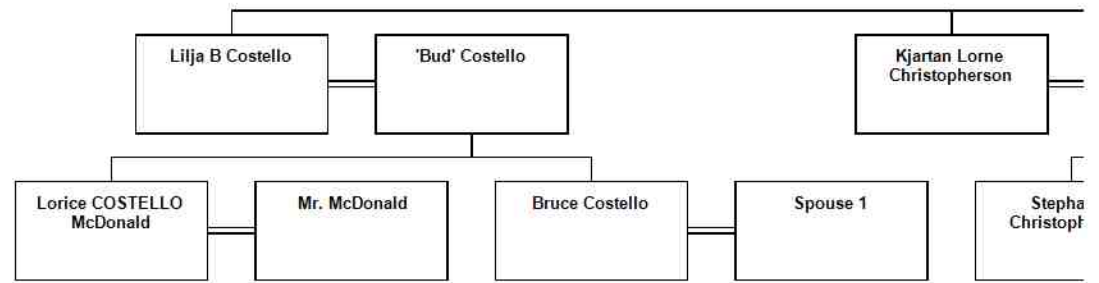 Lilja B Costello
'Bud' Costello
Kjartan Lorne
Christopherson
Lorice COSTELLO
McDonald
Mr. McDonald
Bruce Costello
Spouse 1